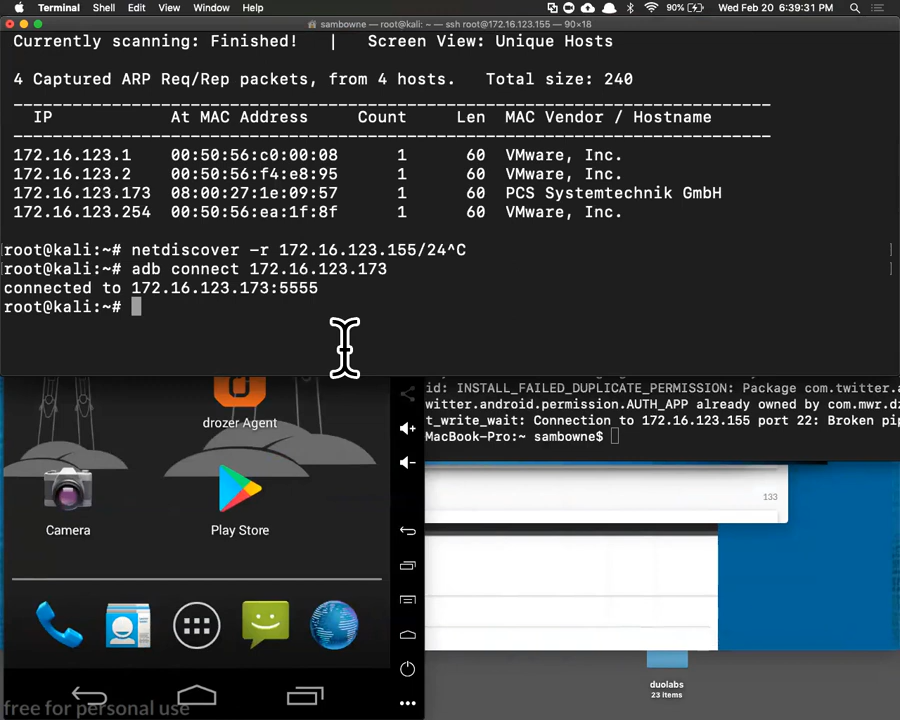 Terminal Shell Edit View Window Help 90% Wed Feb 20 6:39:31 PM
sambowne — root@kali: ~ — ssh root@172.16.123.155 — 90×18
Currently scanning: Finished! | Screen View: Unique Hosts
4 Captured ARP Req/Rep packets, from 4 hosts. Total size: 240
IP At MAC Address Count Len MAC Vendor / Hostname
172.16.123.1 00:50:56:c0:00:08 1 60 VMware, Inc.
172.16.123.2 00:50:56:f4:e8:95 1 60 VMware, Inc.
172.16.123.173 08:00:27:1e:09:57 1 60 PCS Systemtechnik GmbH
172.16.123.254 00:50:56:ea:1f:8f 1 60 VMware, Inc.
root@kali:~# netdiscover -r 172.16.123.155/24^C
root@kali:~# adb connect 172.16.123.173
connected to 172.16.123.173:5555
root@kali:~#
id: INSTALL_FAILED_DUPLICATE_PERMISSION: Package com.twitter.a
witter.android.permission.AUTH_APP already owned by com.mwr.dz
t_write_wait: Connection to 172.16.123.155 port 22: Broken pip
MacBook-Pro:~ sambowne$
drozer Agent
133
Camera
Play Store
duolabs
23 items
free for personal use